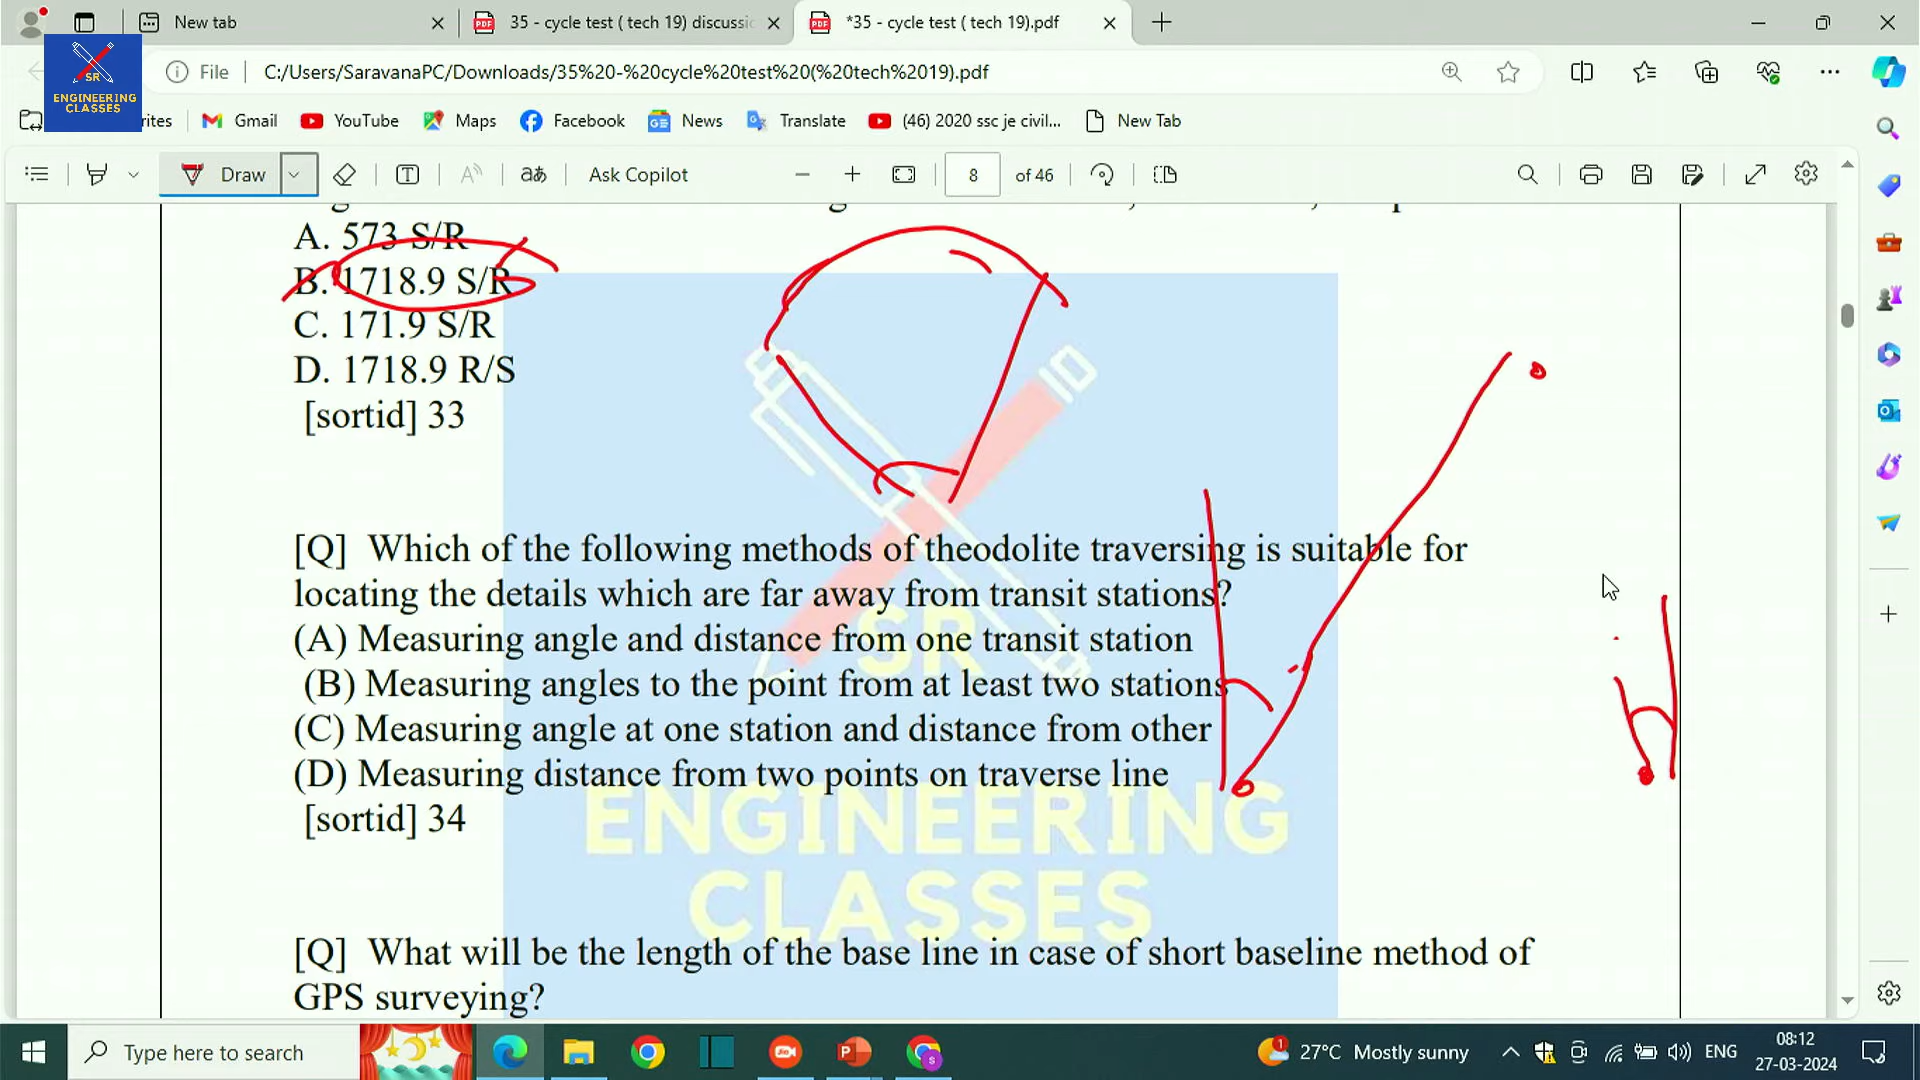 New tab
35 - cycle test ( tech 19) discussi
*35 - cycle test ( tech 19).pdf
File
C:/Users/SaravanaPC/Downloads/35%20-%20cycle%20test%20(%20tech%2019).pdf
SR
ENGINEERING
CLASSES
rites
Gmail
YouTube
Maps
Facebook
News
Translate
(46) 2020 ssc je civil...
New Tab
Draw
Ask Copilot
8
of 46
A. 573 S/R
B. 1718.9 S/R
C. 171.9 S/R
D. 1718.9 R/S
[sortid] 33
[Q] Which of the following methods of theodolite traversing is suitable for
locating the details which are far away from transit stations?
(A) Measuring angle and distance from one transit station
(B) Measuring angles to the point from at least two stations
(C) Measuring angle at one station and distance from other
(D) Measuring distance from two points on traverse line
[sortid] 34
SR
ENGINEERING
CLASSES
[Q] What will be the length of the base line in case of short baseline method of
GPS surveying?
Type here to search
27°C Mostly sunny
ENG
08:12
27-03-2024